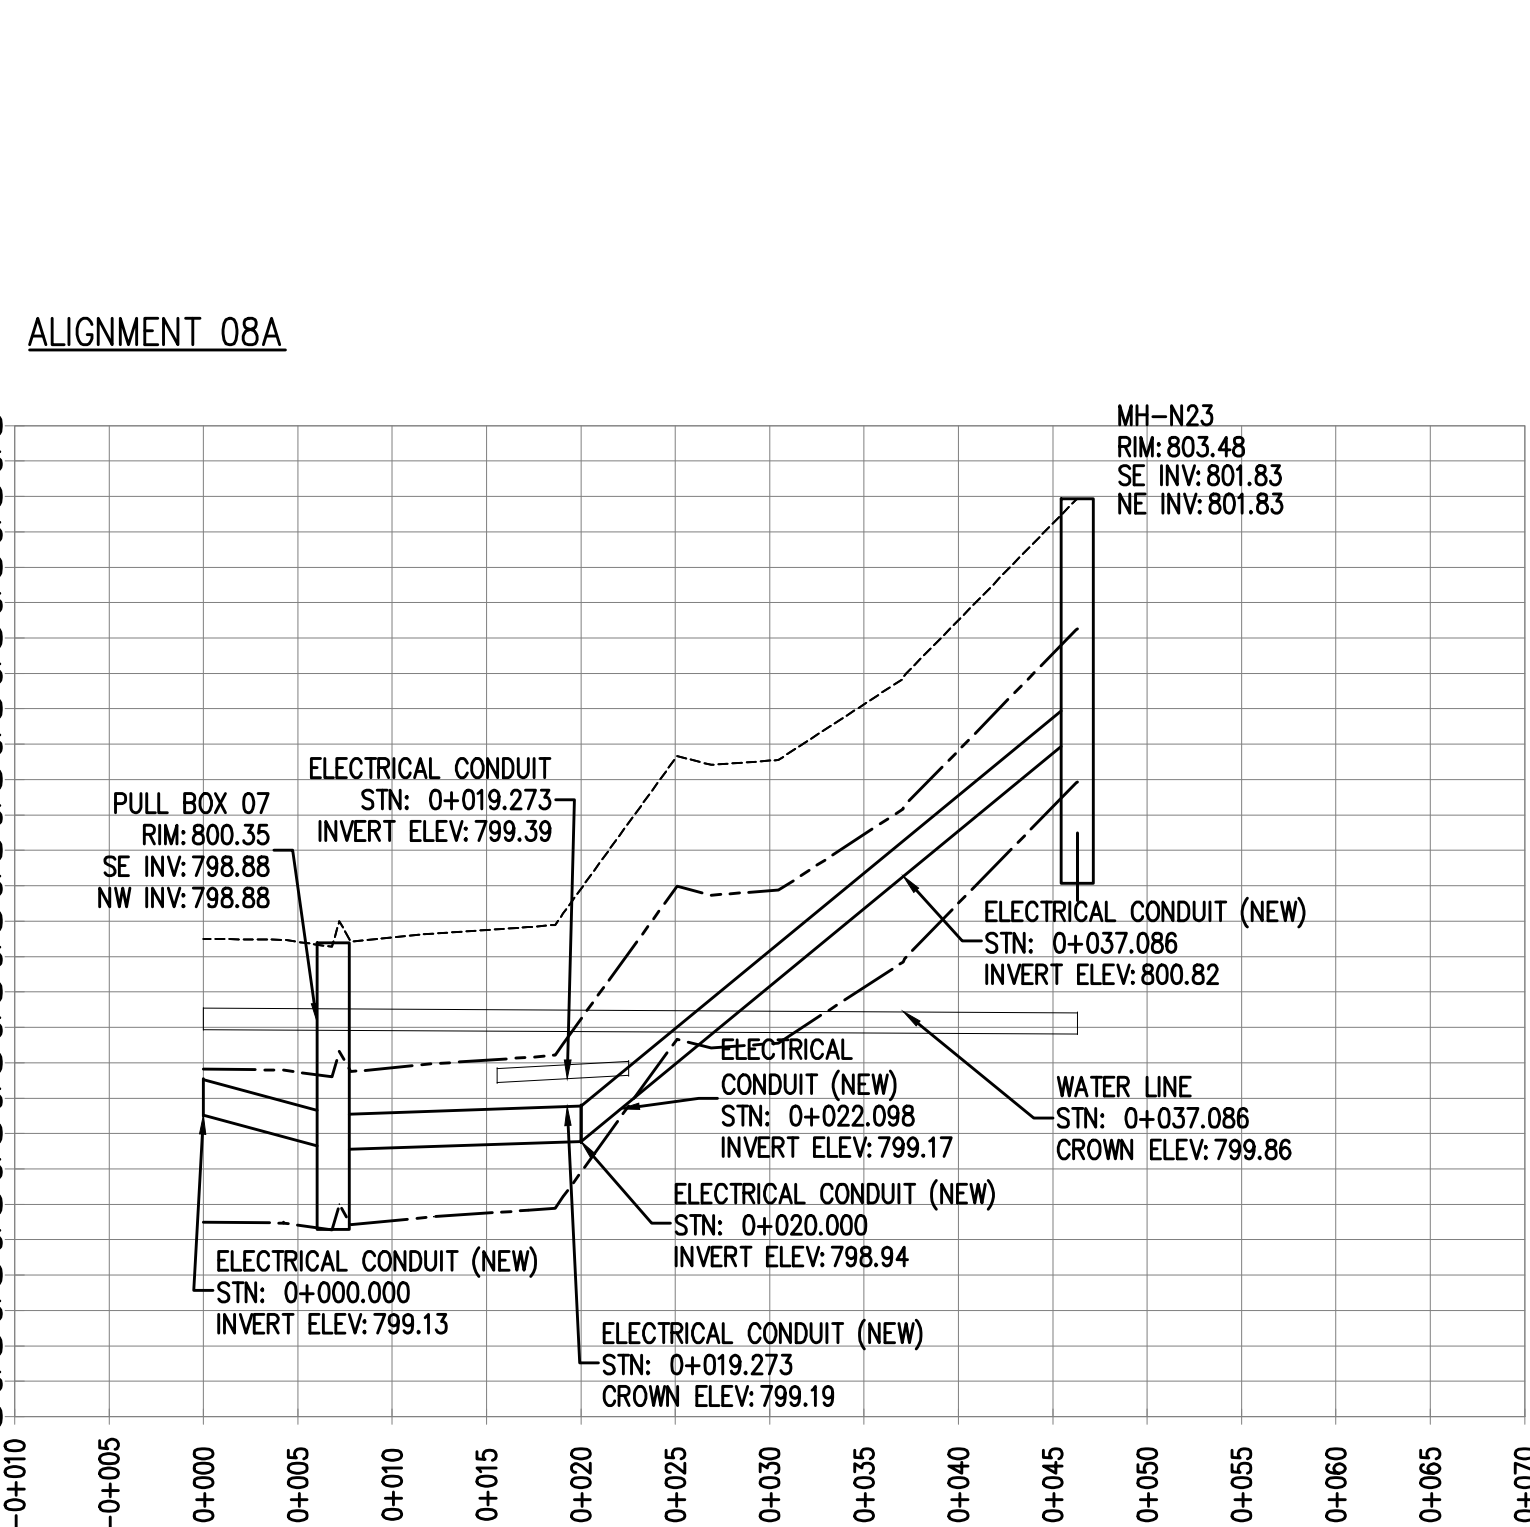 ALIGNMENT 08A
MH-N23
RIM: 803.48
SE INV: 801.83
NE INV: 801.83
ELECTRICAL CONDUIT
STN: 0+019.273
INVERT ELEV: 799.39
PULL BOX 07
RIM: 800.35
SE INV: 798.88
NW INV: 798.88
ELECTRICAL CONDUIT (NEW)
STN: 0+037.086
INVERT ELEV: 800.82
ELECTRICAL
CONDUIT (NEW)
STN: 0+022.098
INVERT ELEV: 799.17
WATER LINE
STN: 0+037.086
CROWN ELEV: 799.86
ELECTRICAL CONDUIT (NEW)
STN: 0+020.000
INVERT ELEV: 798.94
ELECTRICAL CONDUIT (NEW)
STN: 0+000.000
INVERT ELEV: 799.13
ELECTRICAL CONDUIT (NEW)
STN: 0+019.273
CROWN ELEV: 799.19
-0+010
-0+005
0+000
0+005
0+010
0+015
0+020
0+025
0+030
0+035
0+040
0+045
0+050
0+055
0+060
0+065
0+070